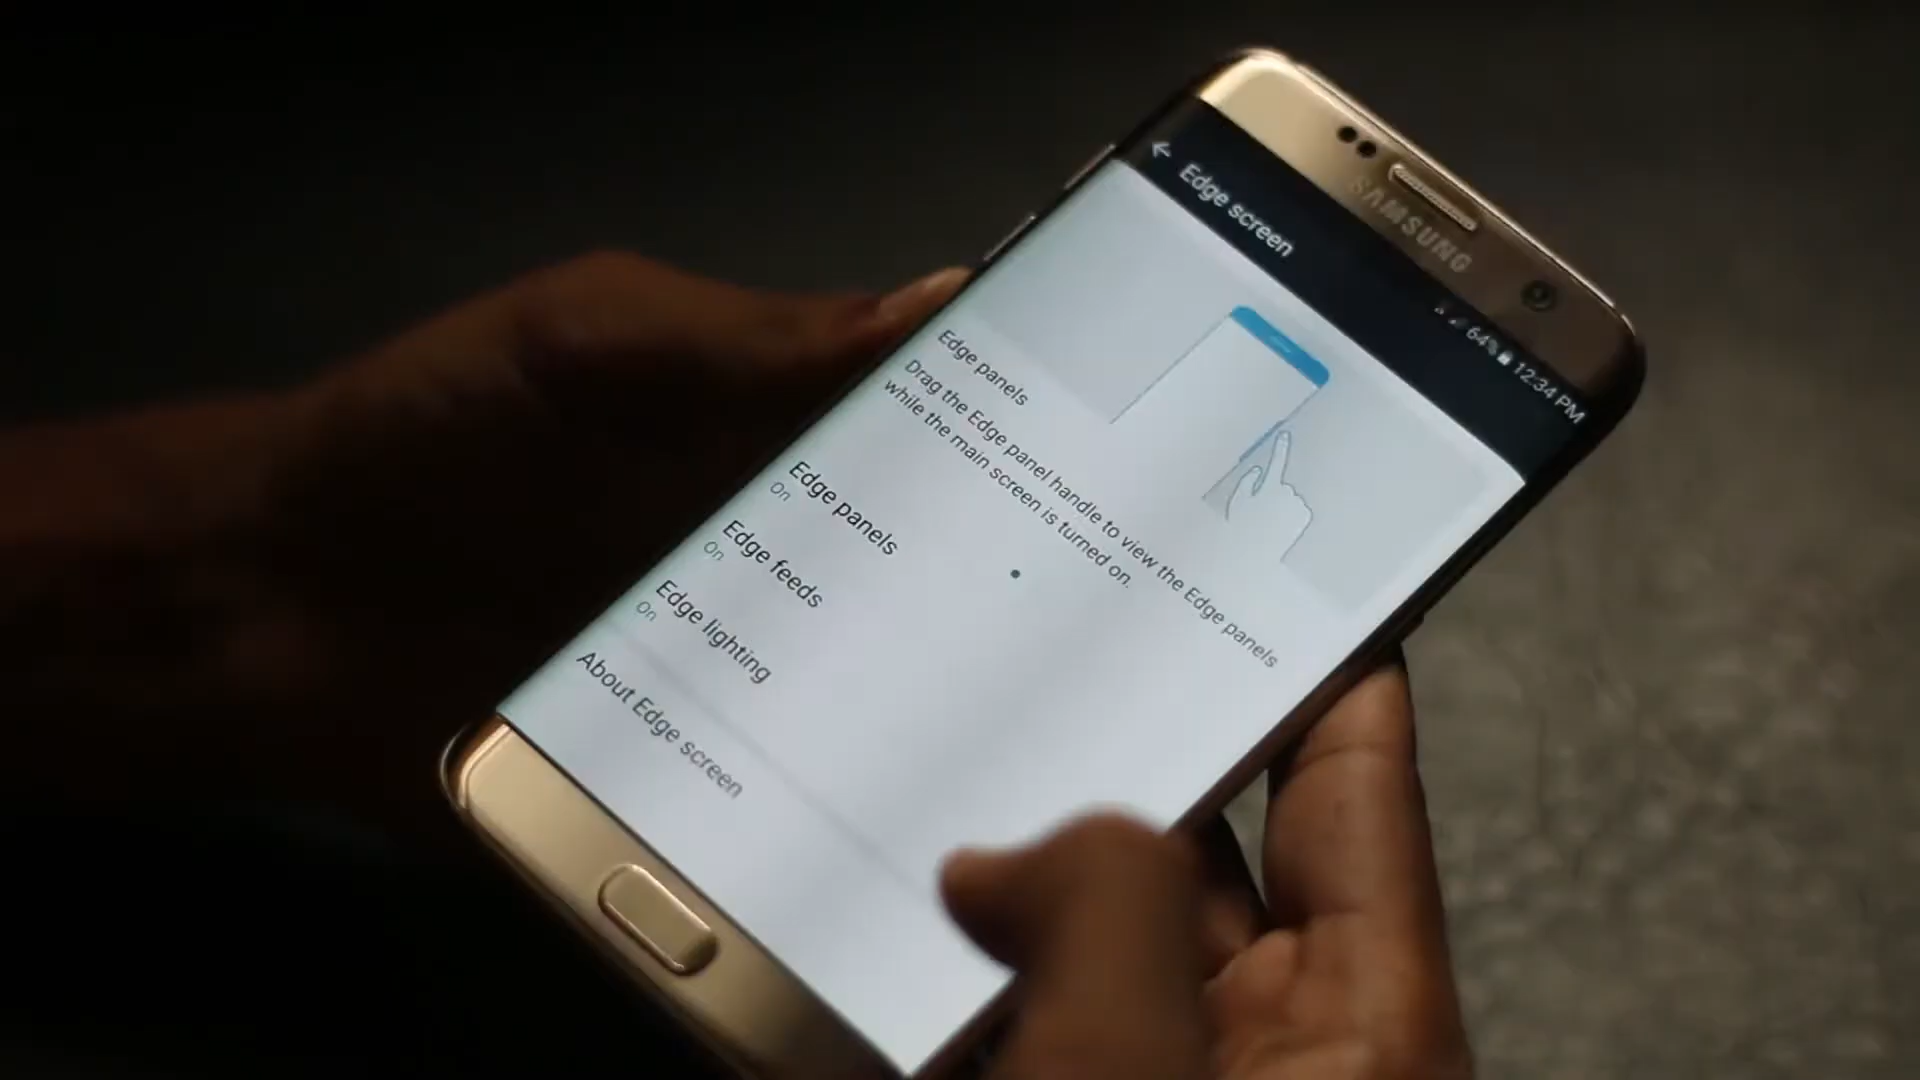 SAMSUNG
64% 12:34 PM
Edge screen
Edge panels
Drag the Edge panel handle to view the Edge panels
while the main screen is turned on.
Edge panels
On
Edge feeds
On
Edge lighting
On
About Edge screen